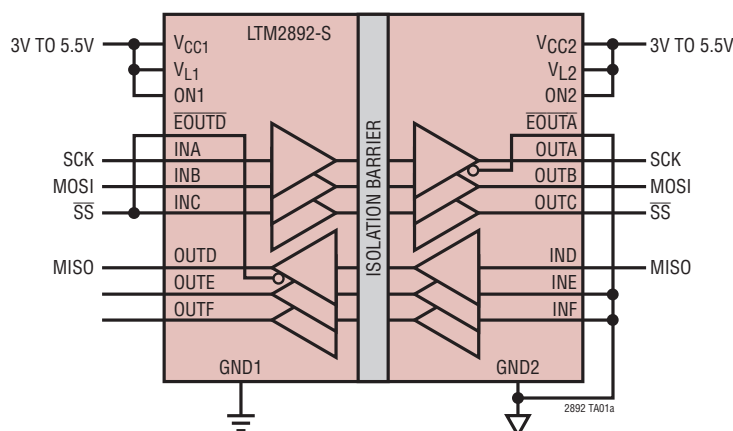 LTM2892-S
3V TO 5.5V
VCC1
VL1
ON1
EOUTD
SCK
INA
MOSI
INB
SS
INC
MISO
OUTD
OUTE
OUTF
GND1
ISOLATION BARRIER
VCC2
3V TO 5.5V
VL2
ON2
EOUTA
OUTA
SCK
OUTB
MOSI
OUTC
SS
IND
MISO
INE
INF
GND2
2892 TA01a